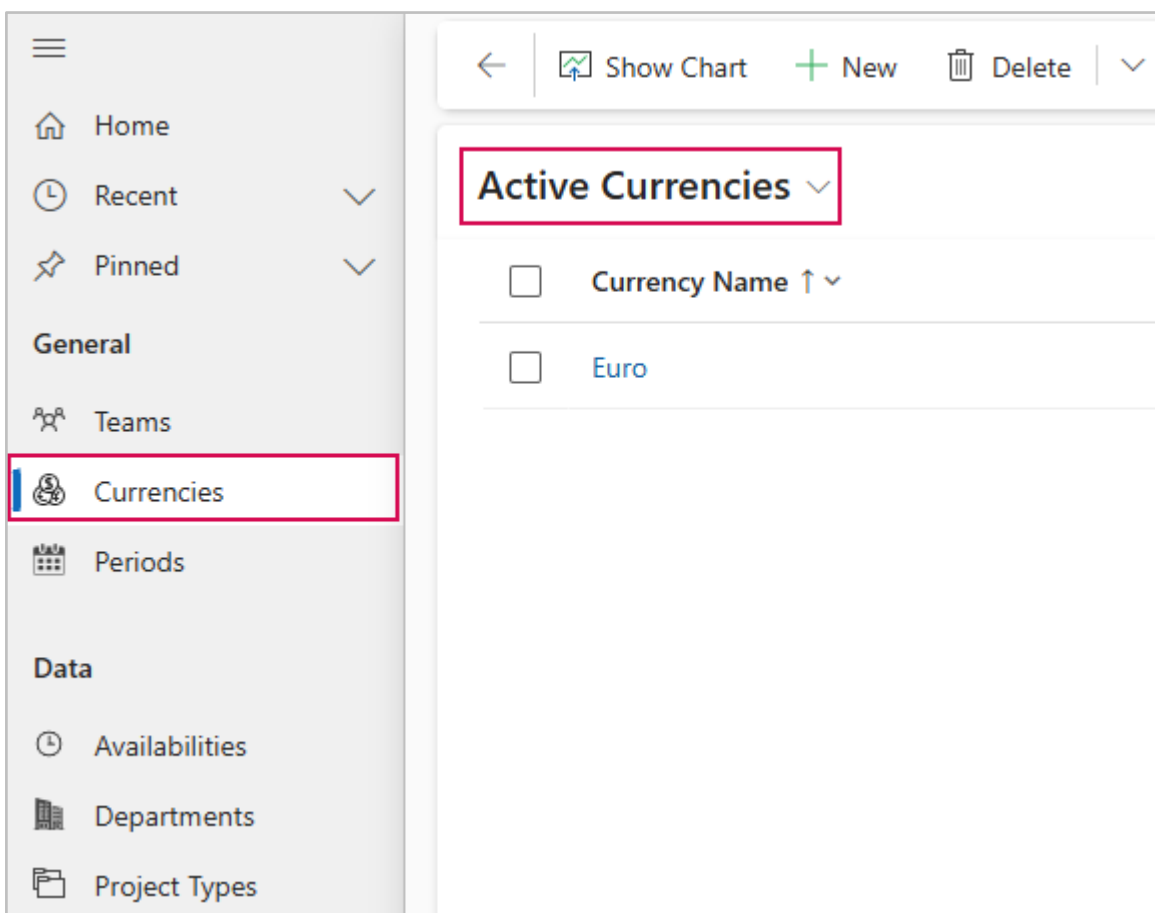 Home
Recent
Pinned
General
Teams
Currencies
Periods
Data
Availabilities
Departments
Project Types
Show Chart New Delete
Active Currencies
Currency Name
Euro